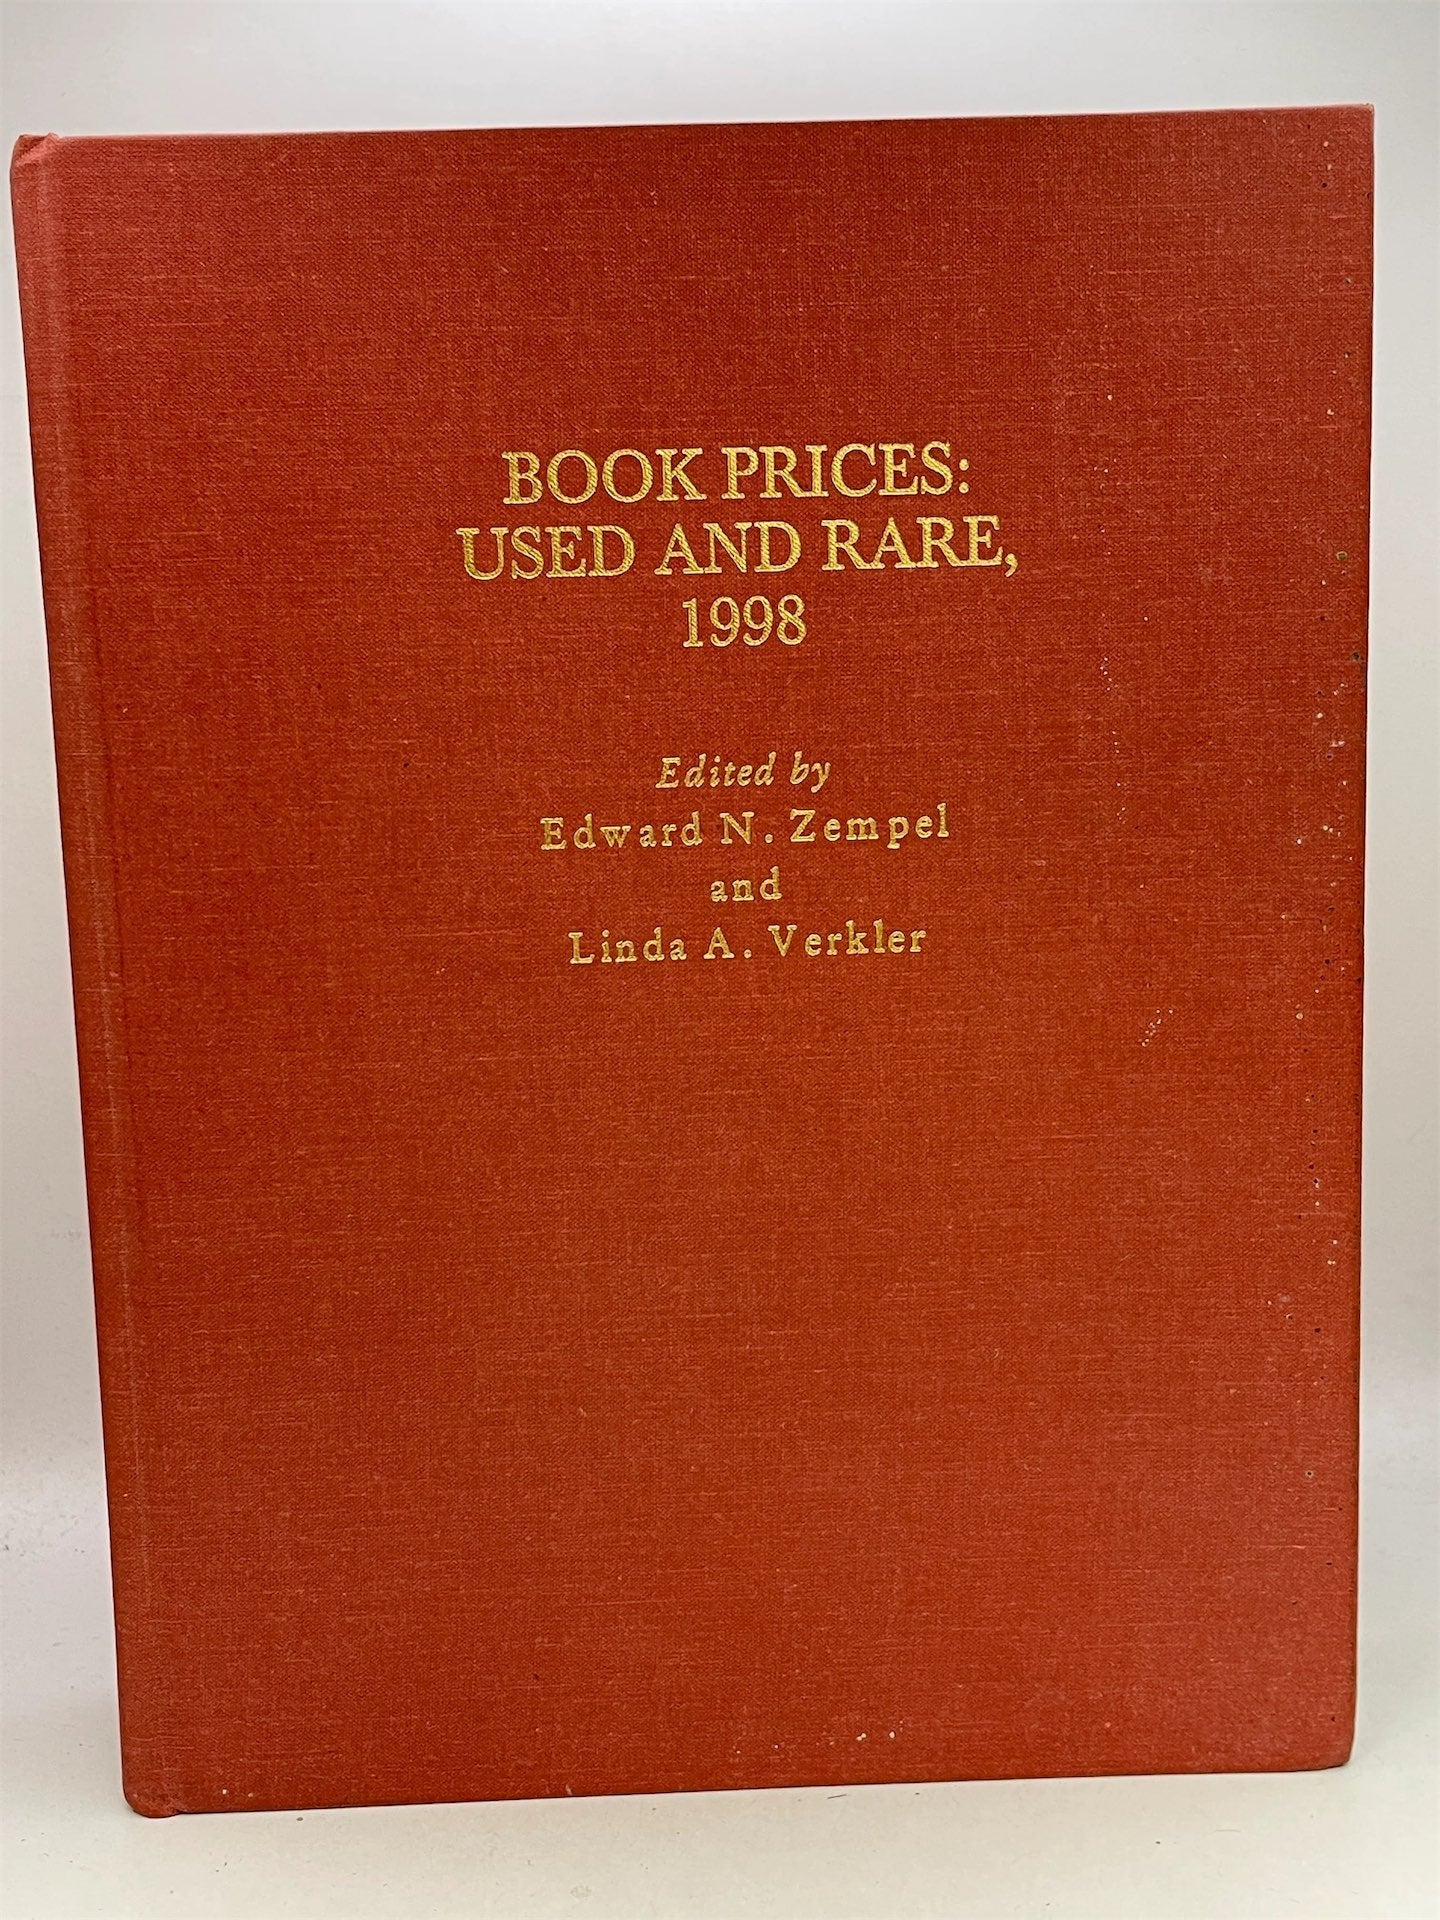 BOOK PRICES:
USED AND RARE,
1998
Edited by
Edward N. Zempel
and
Linda A. Verkler